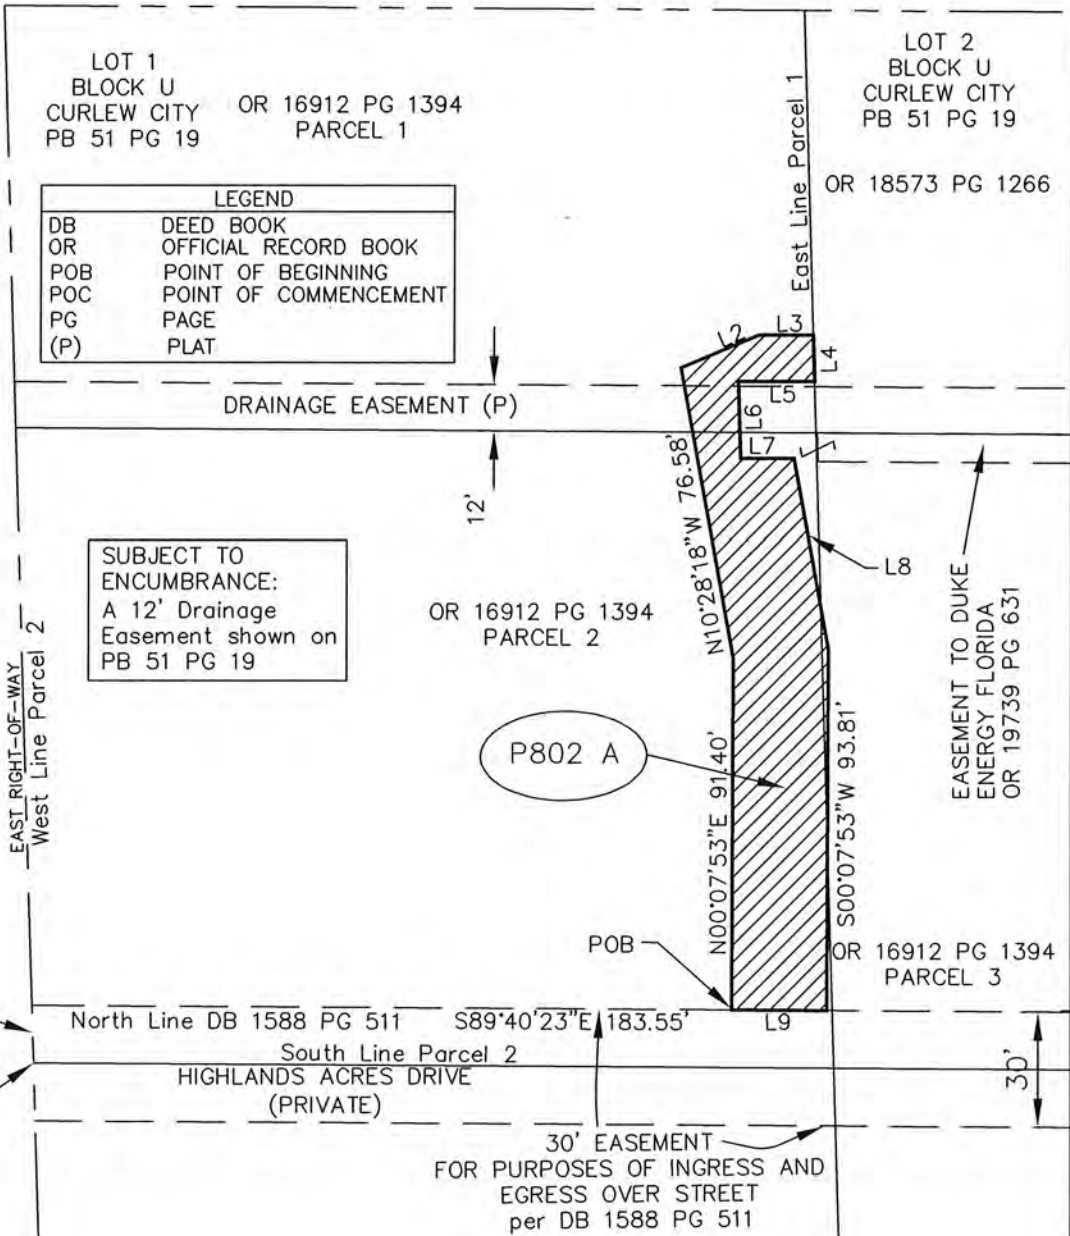 LOT 1
BLOCK U
CURLEW CITY
PB 51 PG 19
OR 16912 PG 1394
PARCEL 1
East Line Parcel 1
LOT 2
BLOCK U
CURLEW CITY
PB 51 PG 19
OR 18573 PG 1266
LEGEND
DB DEED BOOK
OR OFFICIAL RECORD BOOK
POB POINT OF BEGINNING
POC POINT OF COMMENCEMENT
PG PAGE
(P) PLAT
L2
L3
L4
L5
L6
L7
DRAINAGE EASEMENT (P)
12'
N10°28'18"W 76.58'
L8
SUBJECT TO
ENCUMBRANCE:
A 12' Drainage
Easement shown on
PB 51 PG 19
OR 16912 PG 1394
PARCEL 2
EASEMENT TO DUKE
ENERGY FLORIDA
OR 19739 PG 631
EAST RIGHT-OF-WAY
West Line Parcel 2
P802 A
N00°07'53"E 91.40'
S00°07'53"W 93.81'
POB
OR 16912 PG 1394
PARCEL 3
North Line DB 1588 PG 511 S89°40'23"E 183.55'
L9
South Line Parcel 2
HIGHLANDS ACRES DRIVE
(PRIVATE)
30'
30' EASEMENT
FOR PURPOSES OF INGRESS AND
EGRESS OVER STREET
per DB 1588 PG 511